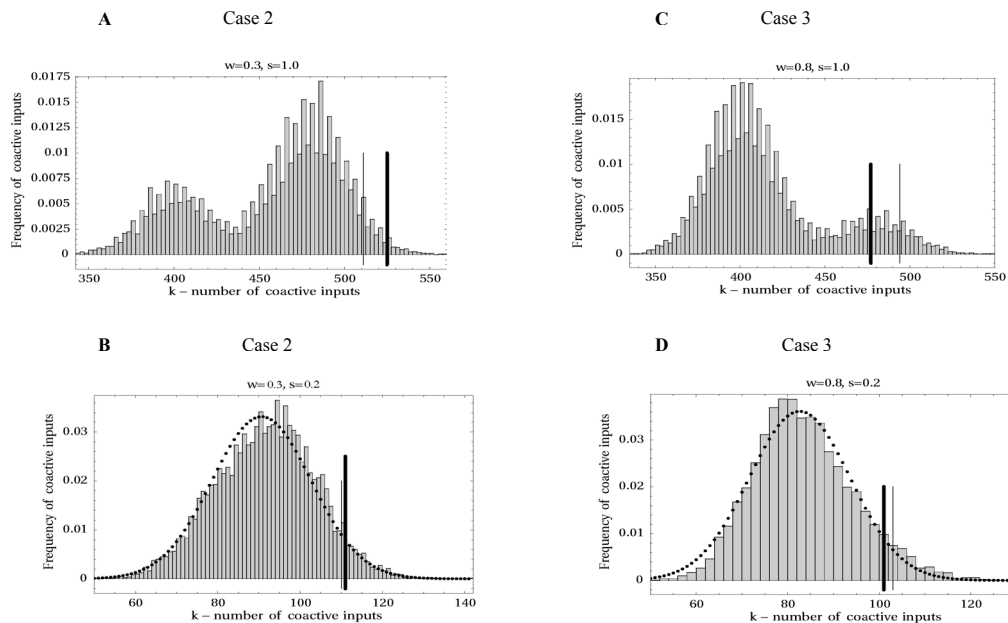 A Case 2
w=0.3, s=1.0
Frequency of coactive inputs
0.0175
0.015
0.0125
0.01
0.0075
0.005
0.0025
0
350 400 450 500 550
k – number of coactive inputs
C Case 3
w=0.8, s=1.0
Frequency of coactive inputs
0.015
0.01
0.005
0
350 400 450 500 550
k – number of coactive inputs
B Case 2
w=0.3, s=0.2
Frequency of coactive inputs
0.03
0.02
0.01
0
60 80 100 120 140
k – number of coactive inputs
D Case 3
w=0.8, s=0.2
Frequency of coactive inputs
0.03
0.02
0.01
0
60 80 100 120
k – number of coactive inputs